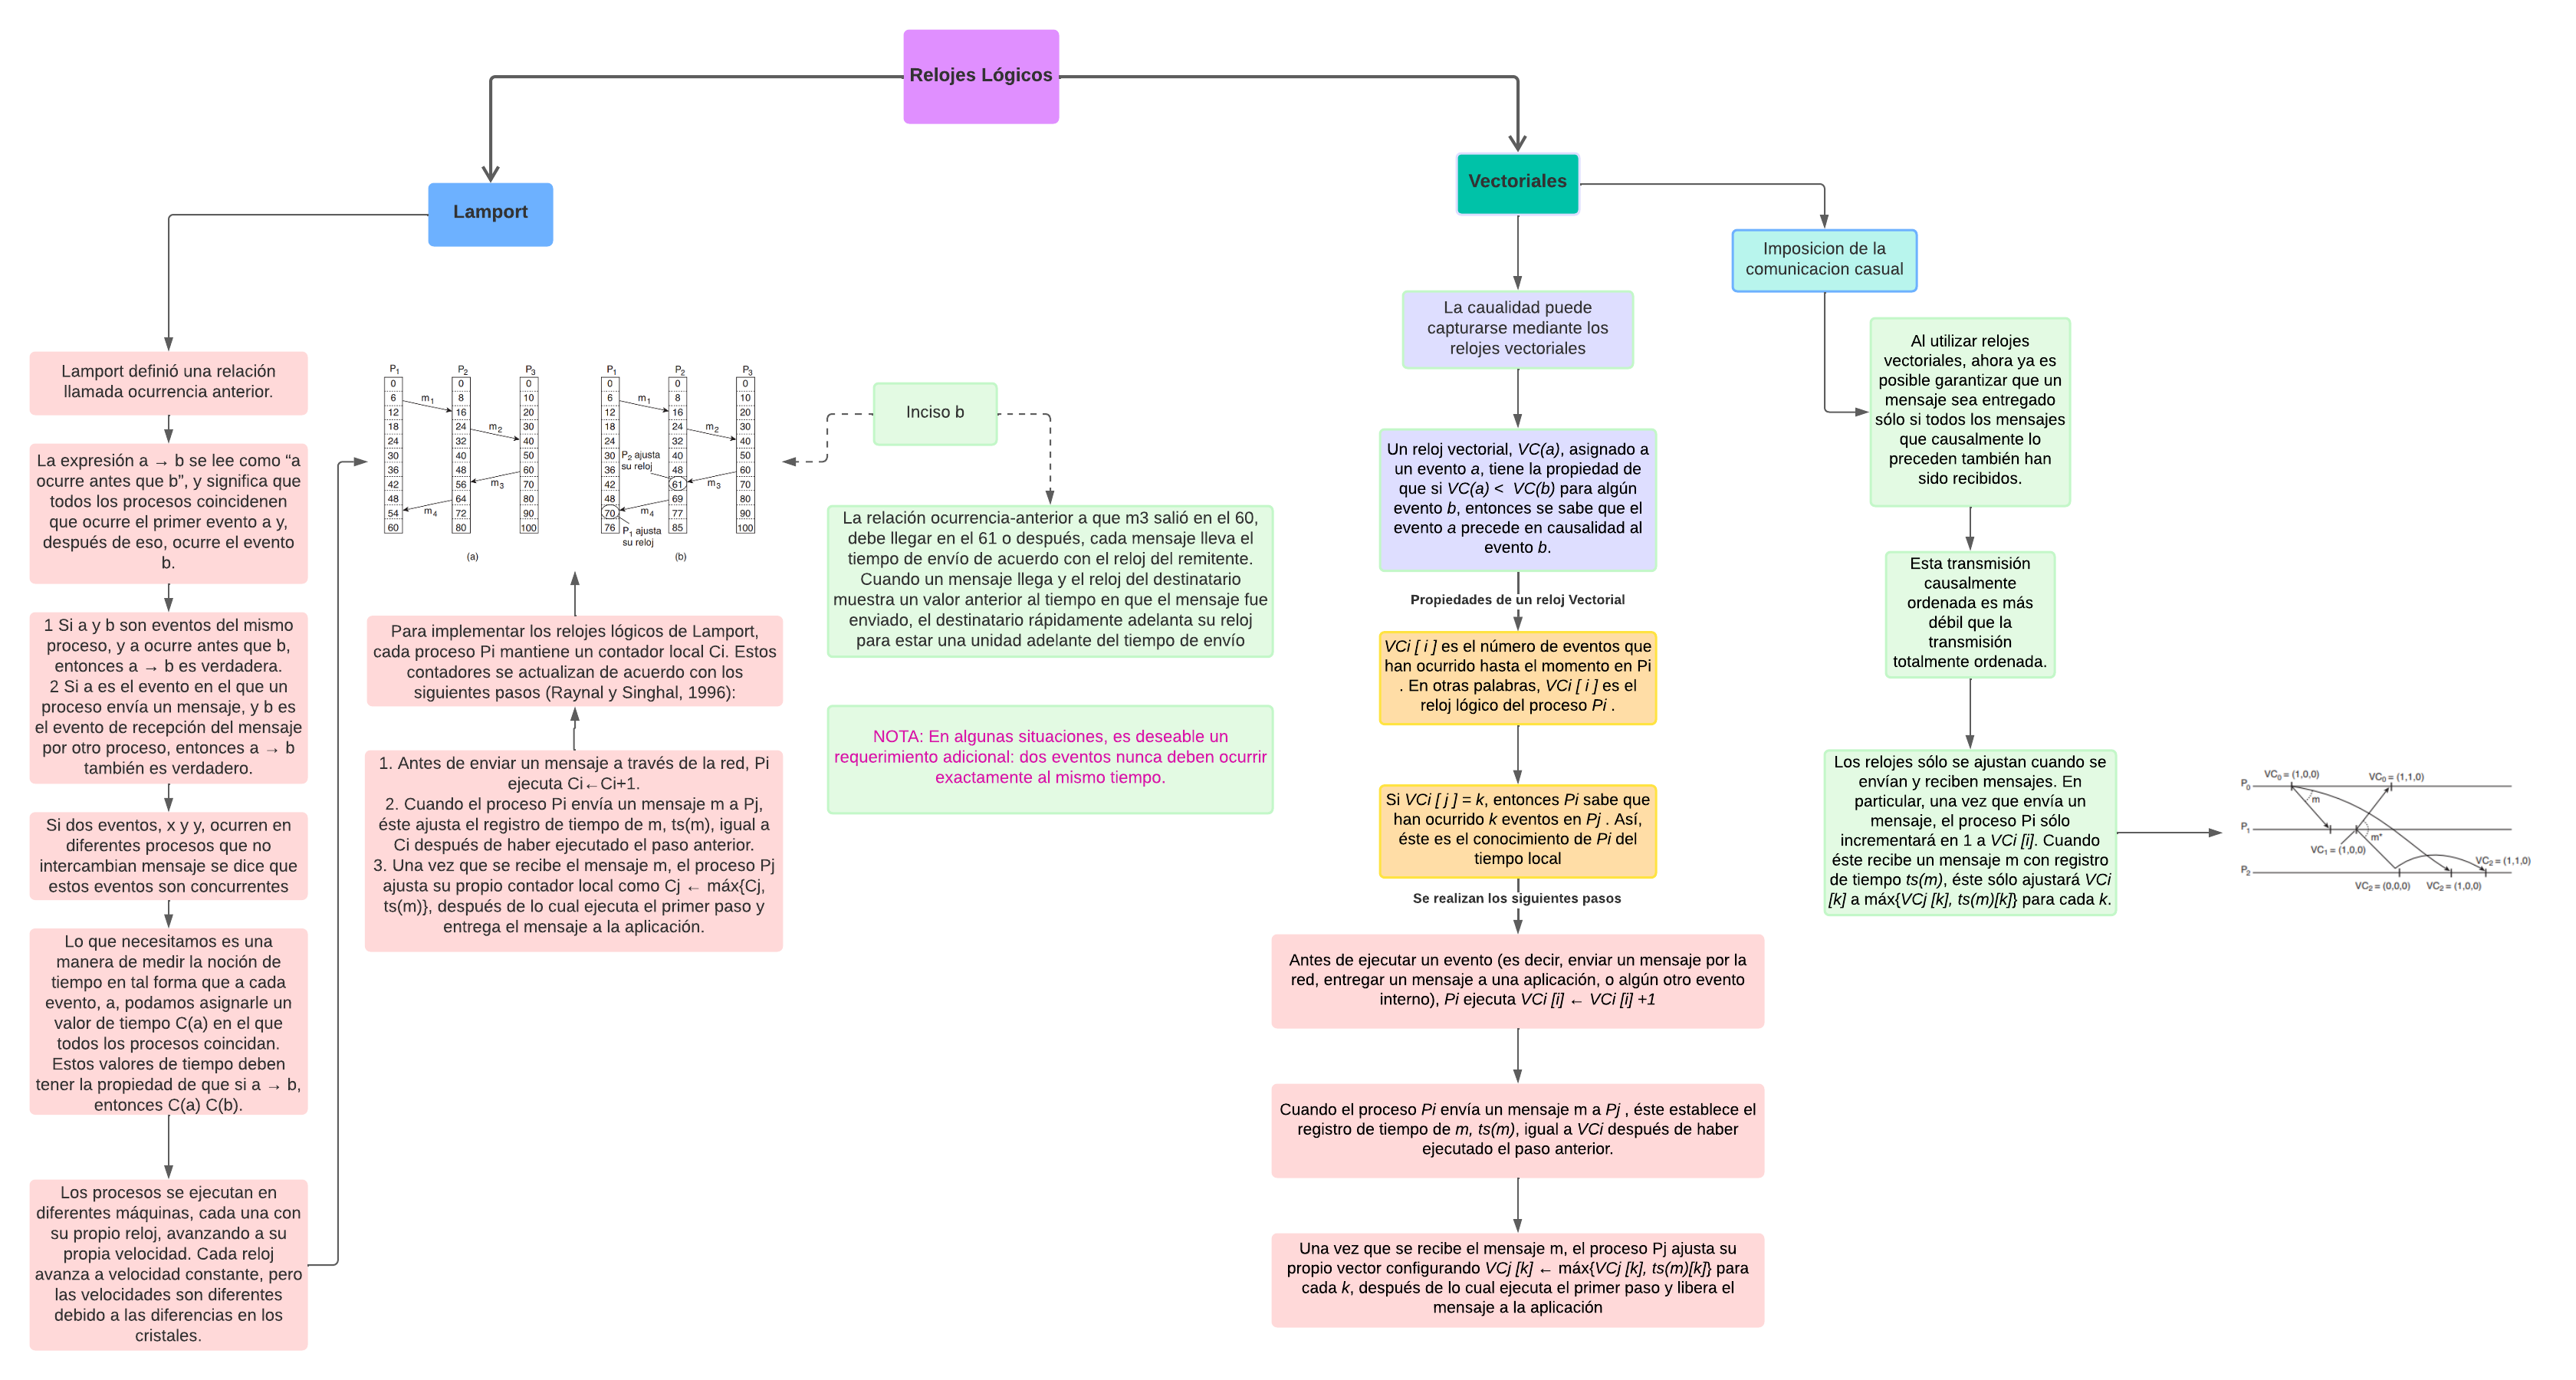 Relojes Lógicos
Lamport
Lamport definió una relación
llamada ocurrencia anterior.
La expresión a → b se lee como “a
ocurre antes que b”, y significa que
todos los procesos coincidenen
que ocurre el primer evento a y,
después de eso, ocurre el evento
b.
1 Si a y b son eventos del mismo
proceso, y a ocurre antes que b,
entonces a → b es verdadera.
2 Si a es el evento en el que un
proceso envía un mensaje, y b es
el evento de recepción del mensaje
por otro proceso, entonces a → b
también es verdadero.
Si dos eventos, x y y, ocurren en
diferentes procesos que no
intercambian mensaje se dice que
estos eventos son concurrentes
Lo que necesitamos es una
manera de medir la noción de
tiempo en tal forma que a cada
evento, a, podamos asignarle un
valor de tiempo C(a) en el que
todos los procesos coincidan.
Estos valores de tiempo deben
tener la propiedad de que si a → b,
entonces C(a) C(b).
Los procesos se ejecutan en
diferentes máquinas, cada una con
su propio reloj, avanzando a su
propia velocidad. Cada reloj
avanza a velocidad constante, pero
las velocidades son diferentes
debido a las diferencias en los
cristales.
P1 P2 P3
0 0 0
6 8 10
m1
12 16 20
18 24 30
m2
24 32 40
30 40 50
36 48 60
42 56 70
m3
48 64 80
54 72 90
m4
60 80 100
(a)
P1 P2 P3
0 0 0
6 8 10
m1
12 16 20
18 24 30
m2
24 32 40
30 40 50
P2 ajusta
su reloj
36 48 60
42 61 70
m3
48 69 80
70 77 90
m4
76 85 100
P1 ajusta
su reloj
(b)
Para implementar los relojes lógicos de Lamport,
cada proceso Pi mantiene un contador local Ci. Estos
contadores se actualizan de acuerdo con los
siguientes pasos (Raynal y Singhal, 1996):
1. Antes de enviar un mensaje a través de la red, Pi
ejecuta Ci←Ci+1.
2. Cuando el proceso Pi envía un mensaje m a Pj,
éste ajusta el registro de tiempo de m, ts(m), igual a
Ci después de haber ejecutado el paso anterior.
3. Una vez que se recibe el mensaje m, el proceso Pj
ajusta su propio contador local como Cj ← máx{Cj,
ts(m)}, después de lo cual ejecuta el primer paso y
entrega el mensaje a la aplicación.
Inciso b
La relación ocurrencia-anterior a que m3 salió en el 60,
debe llegar en el 61 o después, cada mensaje lleva el
tiempo de envío de acuerdo con el reloj del remitente.
Cuando un mensaje llega y el reloj del destinatario
muestra un valor anterior al tiempo en que el mensaje fue
enviado, el destinatario rápidamente adelanta su reloj
para estar una unidad adelante del tiempo de envío
NOTA: En algunas situaciones, es deseable un
requerimiento adicional: dos eventos nunca deben ocurrir
exactamente al mismo tiempo.
Vectoriales
La caualidad puede
capturarse mediante los
relojes vectoriales
Un reloj vectorial, VC(a), asignado a
un evento a, tiene la propiedad de
que si VC(a) < VC(b) para algún
evento b, entonces se sabe que el
evento a precede en causalidad al
evento b.
Propiedades de un reloj Vectorial
VCi [ i ] es el número de eventos que
han ocurrido hasta el momento en Pi
. En otras palabras, VCi [ i ] es el
reloj lógico del proceso Pi .
Si VCi [ j ] = k, entonces Pi sabe que
han ocurrido k eventos en Pj . Así,
éste es el conocimiento de Pi del
tiempo local
Se realizan los siguientes pasos
Antes de ejecutar un evento (es decir, enviar un mensaje por la
red, entregar un mensaje a una aplicación, o algún otro evento
interno), Pi ejecuta VCi [i] ← VCi [i] +1
Cuando el proceso Pi envía un mensaje m a Pj , éste establece el
registro de tiempo de m, ts(m), igual a VCi después de haber
ejecutado el paso anterior.
Una vez que se recibe el mensaje m, el proceso Pj ajusta su
propio vector configurando VCj [k] ← máx{VCj [k], ts(m)[k]} para
cada k, después de lo cual ejecuta el primer paso y libera el
mensaje a la aplicación
Imposicion de la
comunicacion casual
Al utilizar relojes
vectoriales, ahora ya es
posible garantizar que un
mensaje sea entregado
sólo si todos los mensajes
que causalmente lo
preceden también han
sido recibidos.
Esta transmisión
causalmente
ordenada es más
débil que la
transmisión
totalmente ordenada.
Los relojes sólo se ajustan cuando se
envían y reciben mensajes. En
particular, una vez que envía un
mensaje, el proceso Pi sólo
incrementará en 1 a VCi [i]. Cuando
éste recibe un mensaje m con registro
de tiempo ts(m), éste sólo ajustará VCi
[k] a máx{VCj [k], ts(m)[k]} para cada k.
VC0 = (1,0,0) VC0 = (1,1,0)
P0
m
P1
m*
VC1 = (1,0,0)
VC2 = (1,1,0)
P2
VC2 = (0,0,0) VC2 = (1,0,0)